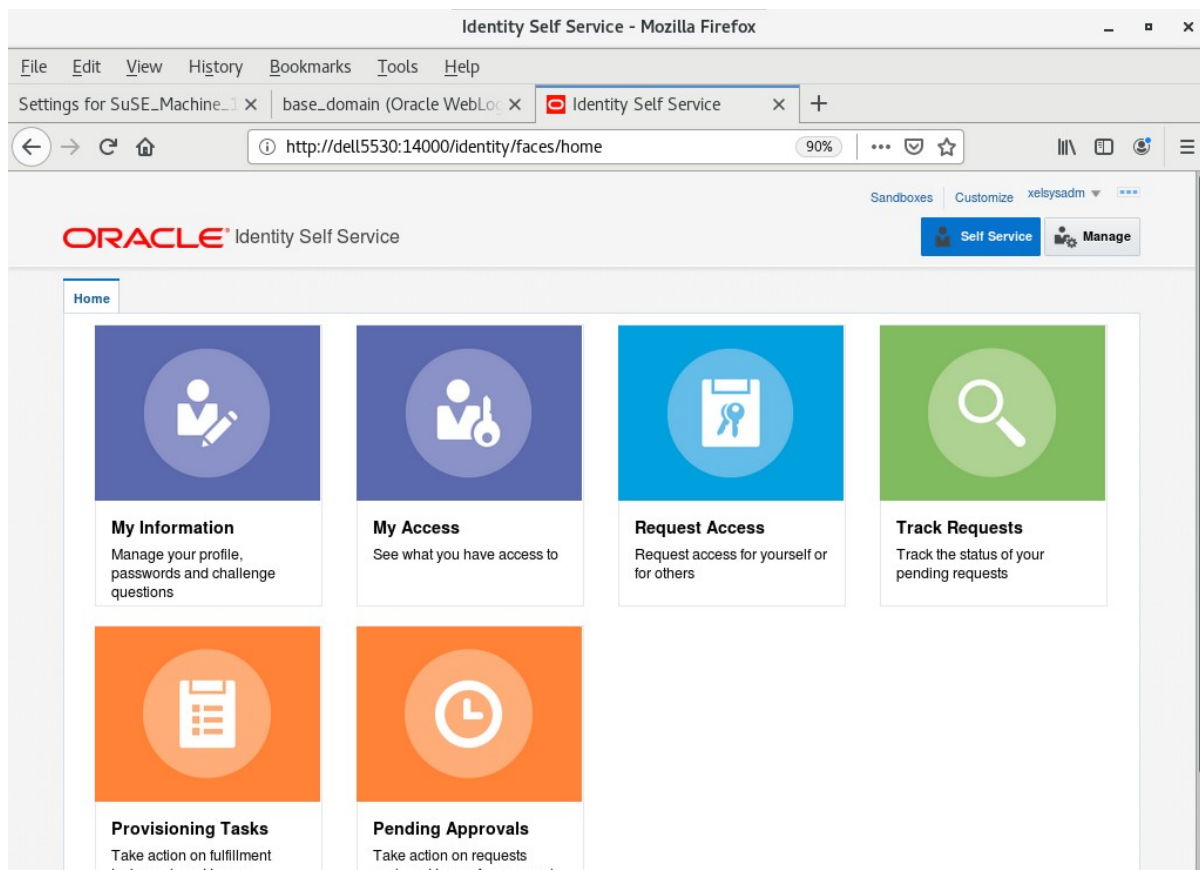 Identity Self Service - Mozilla Firefox
File Edit View History Bookmarks Tools Help
Settings for SuSE_Machine_1 base_domain (Oracle WebLog Identity Self Service
http://dell5530:14000/identity/faces/home 90%
Sandboxes Customize xelsysadm
ORACLE® Identity Self Service Self Service Manage
Home
My Information
Manage your profile,
passwords and challenge
questions
My Access
See what you have access to
Request Access
Request access for yourself or
for others
Track Requests
Track the status of your
pending requests
Provisioning Tasks
Take action on fulfillment
Pending Approvals
Take action on requests